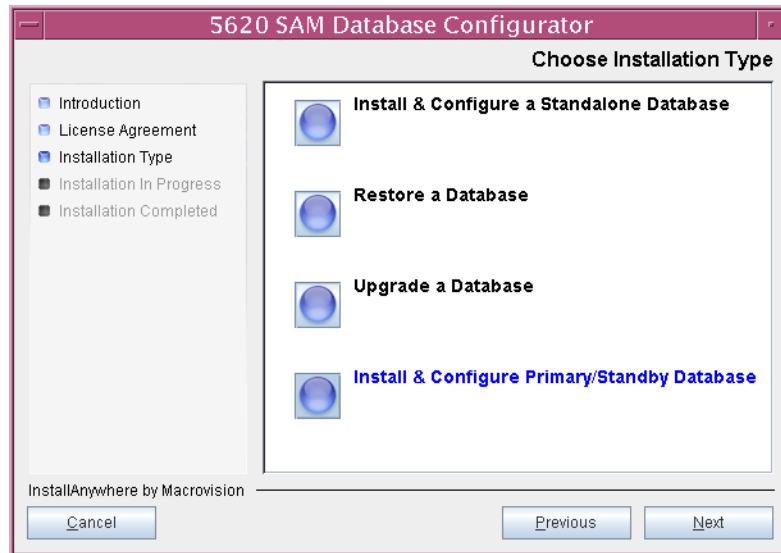 5620 SAM Database Configurator
Choose Installation Type
Introduction
License Agreement
Installation Type
Installation In Progress
Installation Completed
Install & Configure a Standalone Database
Restore a Database
Upgrade a Database
Install & Configure Primary/Standby Database
InstallAnywhere by Macrovision
Cancel
Previous
Next